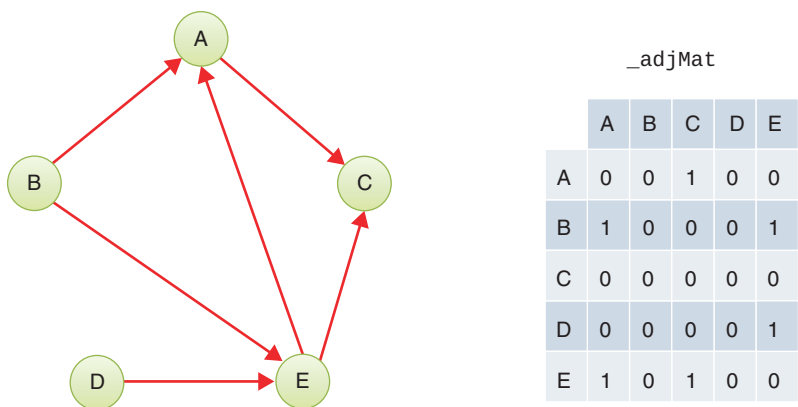 A
B
C
D
E
_adjMat
A B C D E
A 0 0 1 0 0
B 1 0 0 0 1
C 0 0 0 0 0
D 0 0 0 0 1
E 1 0 1 0 0